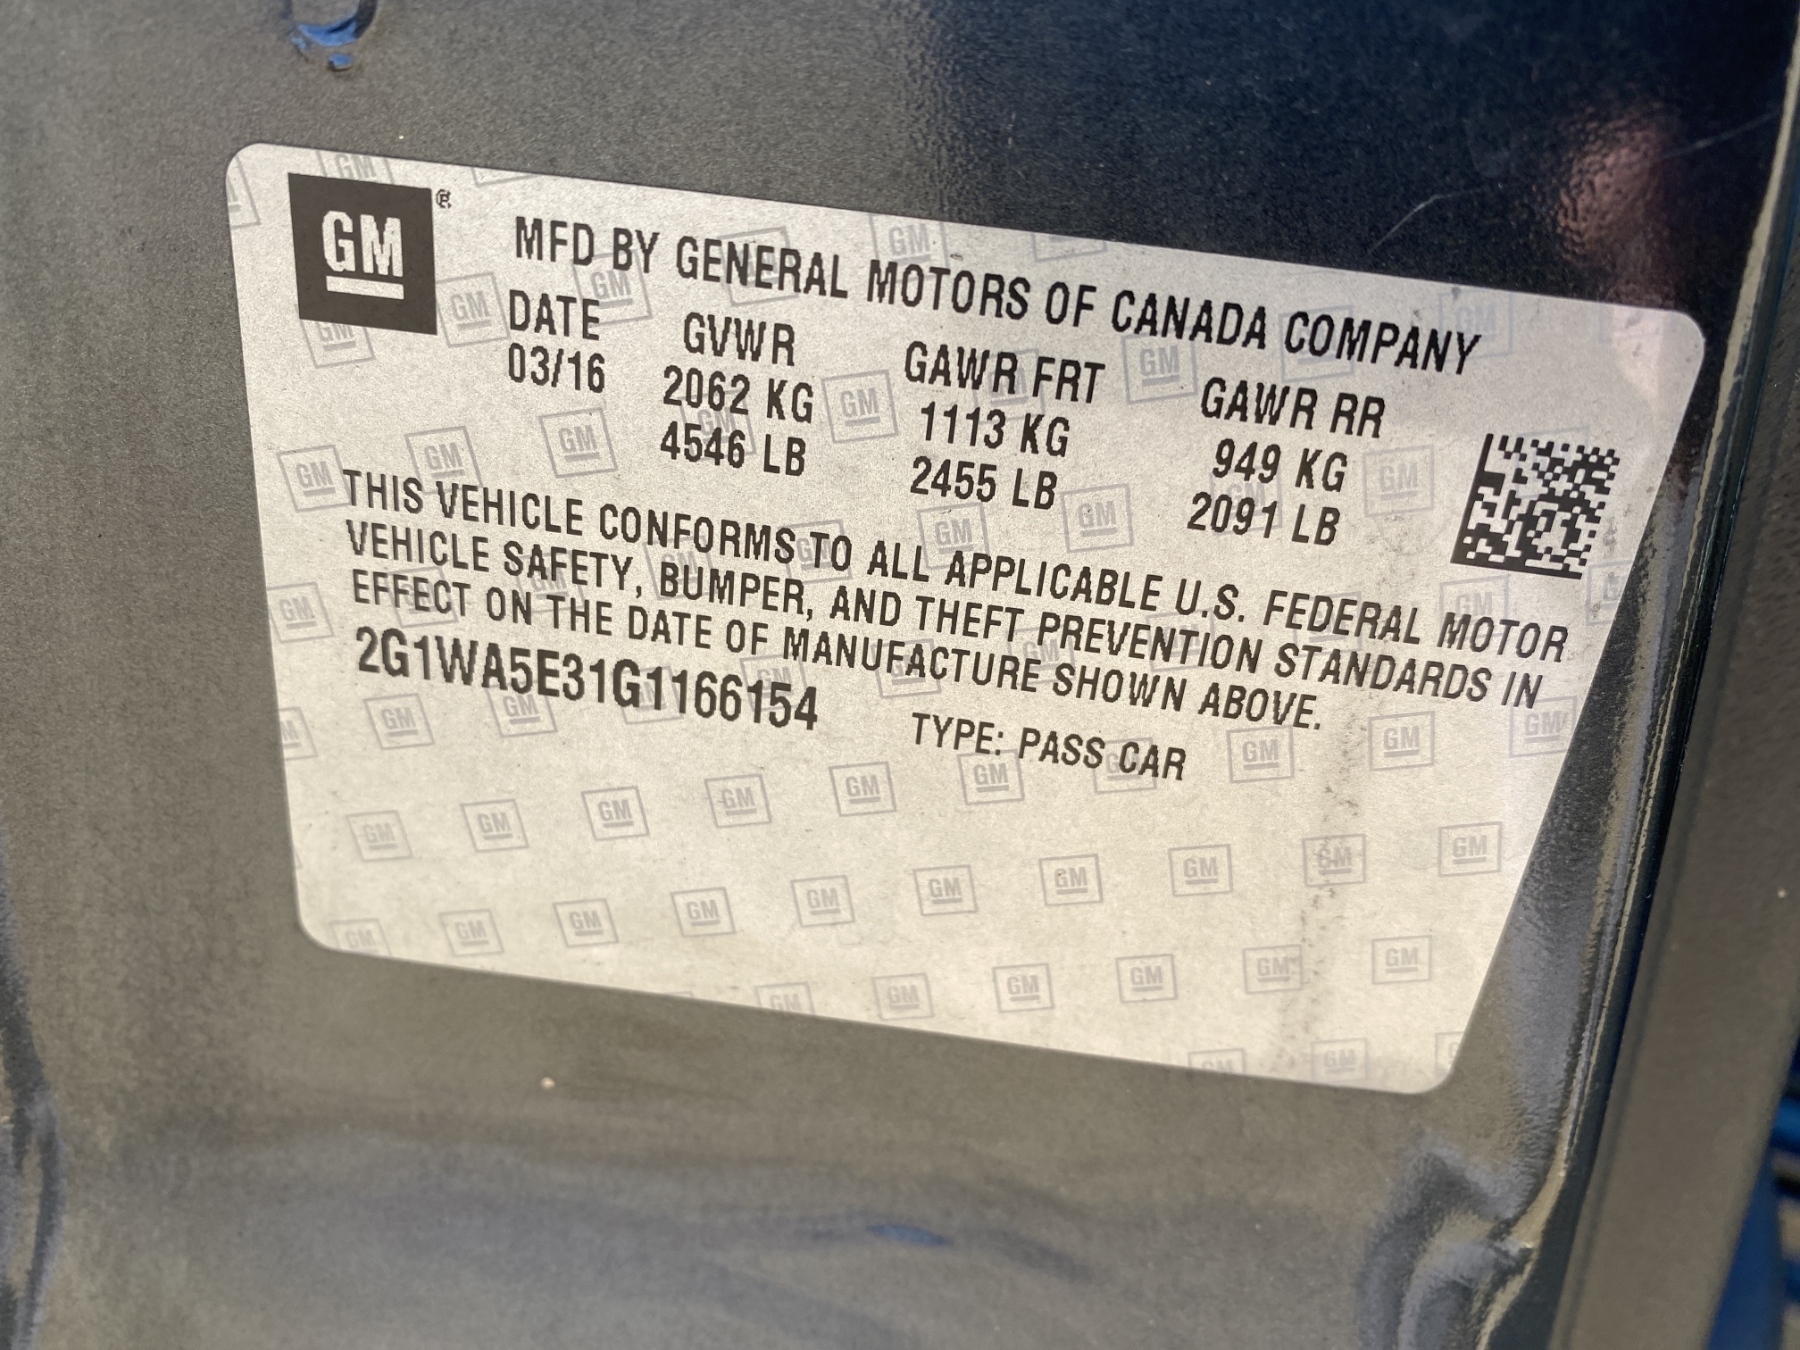 GM®
MFD BY GENERAL MOTORS OF CANADA COMPANY
DATE GVWR GAWR FRT GAWR RR
03/16 2062 KG 1113 KG 949 KG
4546 LB 2455 LB 2091 LB
THIS VEHICLE CONFORMS TO ALL APPLICABLE U.S. FEDERAL MOTOR
VEHICLE SAFETY, BUMPER, AND THEFT PREVENTION STANDARDS IN
EFFECT ON THE DATE OF MANUFACTURE SHOWN ABOVE.
2G1WA5E31G1166154 TYPE: PASS CAR